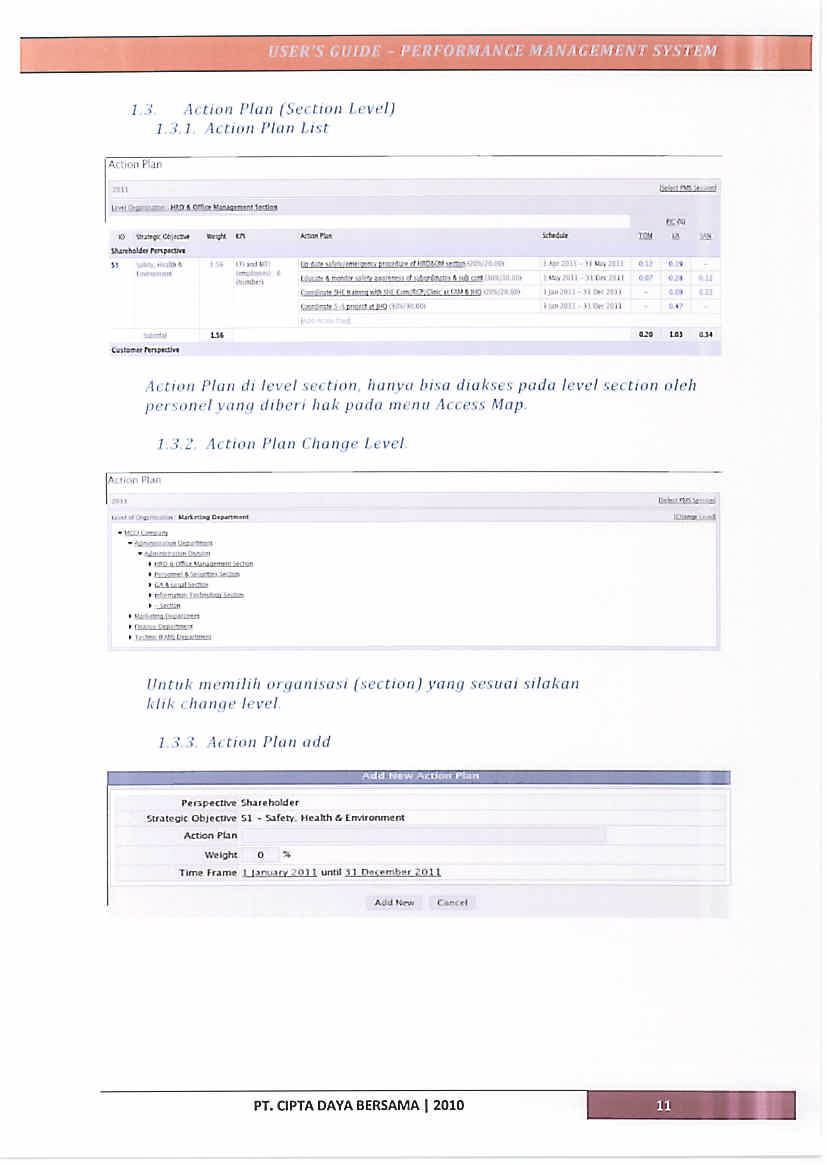 USER'S GUIDE – PERFORMANCE MANAGEMENT SYSTEM
1.3. Action Plan (Section Level)
1.3.1. Action Plan List
Action Plan
2011 [Select PMS Session]
Level Organization : HRD & Office Management Section
PIC (%)
ID Strategic Objective Weight KPI Action Plan Schedule TOM EA SAN
Shareholder Perspective
S1 Safety, Health & 1.56 LTI and MTI Up date safety/emergency procedure of HRD&OM section (20%/20.00) 1 Apr 2011 – 31 May 2011 0.12 0.19 –
Environment (employees) : 0 Educate & monitor safety awareness of subordinates & sub cont (30%/30.00) 1 May 2011 – 31 Dec 2011 0.07 0.28 0.12
(number) Coordinate SHE training with SHE Com/RCP/Clinic at FAM & JHO (20%/20.00) 1 Jan 2011 – 31 Dec 2011 – 0.09 0.22
Coordinate 5-S project at JHO (30%/30.00) 1 Jan 2011 – 31 Dec 2011 – 0.47 –
[Add Action Plan]
Subtotal 1.56 0.20 1.03 0.34
Customer Perspective
Action Plan di level section, hanya bisa diakses pada level section oleh
personel yang diberi hak pada menu Access Map.
1.3.2. Action Plan Change Level.
Action Plan
2011 [Select PMS Session]
Level of Organization : Marketing Department [Change Level]
MCCI Company
Administration Department
Administration Division
HRD & Office Management Section
Personnel & Securities Section
GA & Legal Section
Information Technology Section
- Section
Marketing Department
Finance Department
Technic (FAM) Department
Untuk memilih organisasi (section) yang sesuai silakan
klik change level.
1.3.3. Action Plan add
Add New Action Plan
Perspective Shareholder
Strategic Objective S1 – Safety, Health & Environment
Action Plan
Weight 0 %
Time Frame 1 January 2011 until 31 December 2011
Add New Cancel
PT. CIPTA DAYA BERSAMA | 2010 11